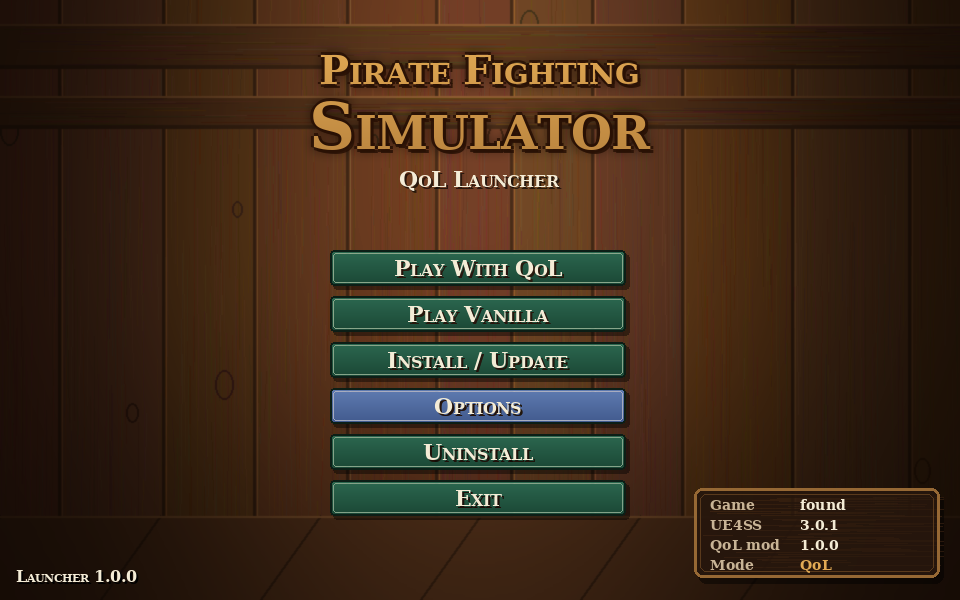 Pirate Fighting
Simulator
QoL Launcher
Play With QoL
Play Vanilla
Install / Update
Options
Uninstall
Exit
Game found
UE4SS 3.0.1
QoL mod 1.0.0
Mode QoL
Launcher 1.0.0